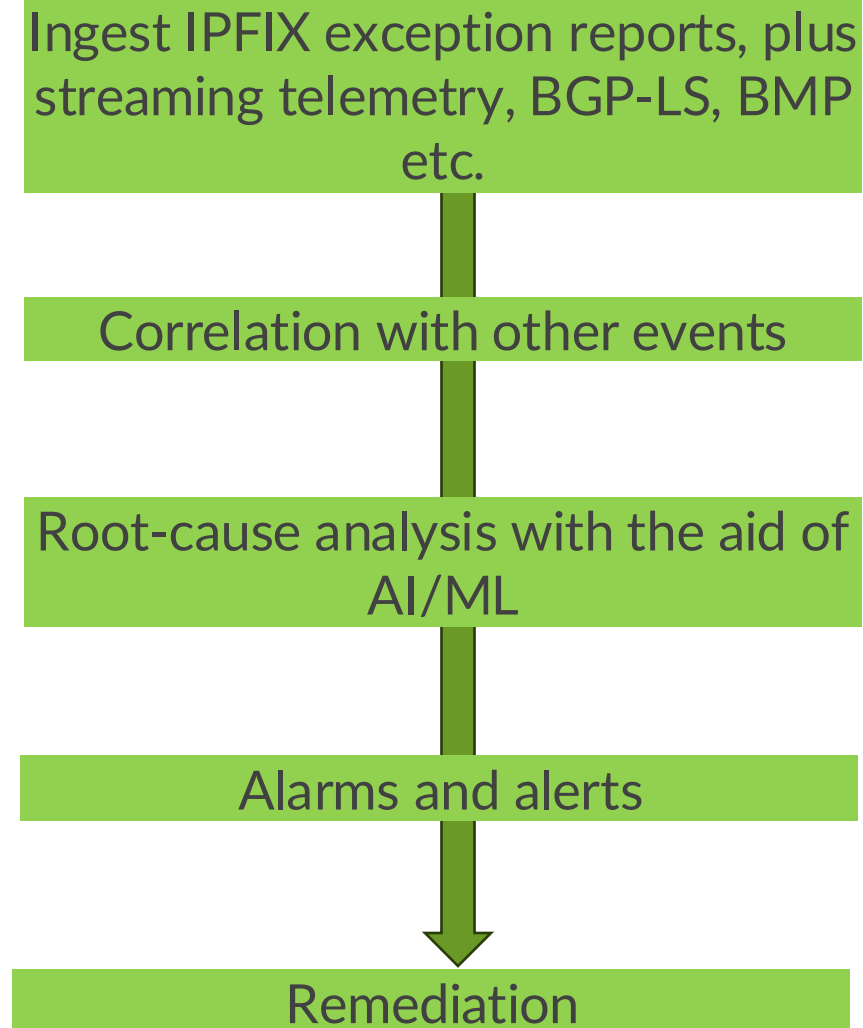 Ingest IPFIX exception reports, plus
streaming telemetry, BGP-LS, BMP
etc.
Correlation with other events
Root-cause analysis with the aid of
AI/ML
Alarms and alerts
Remediation